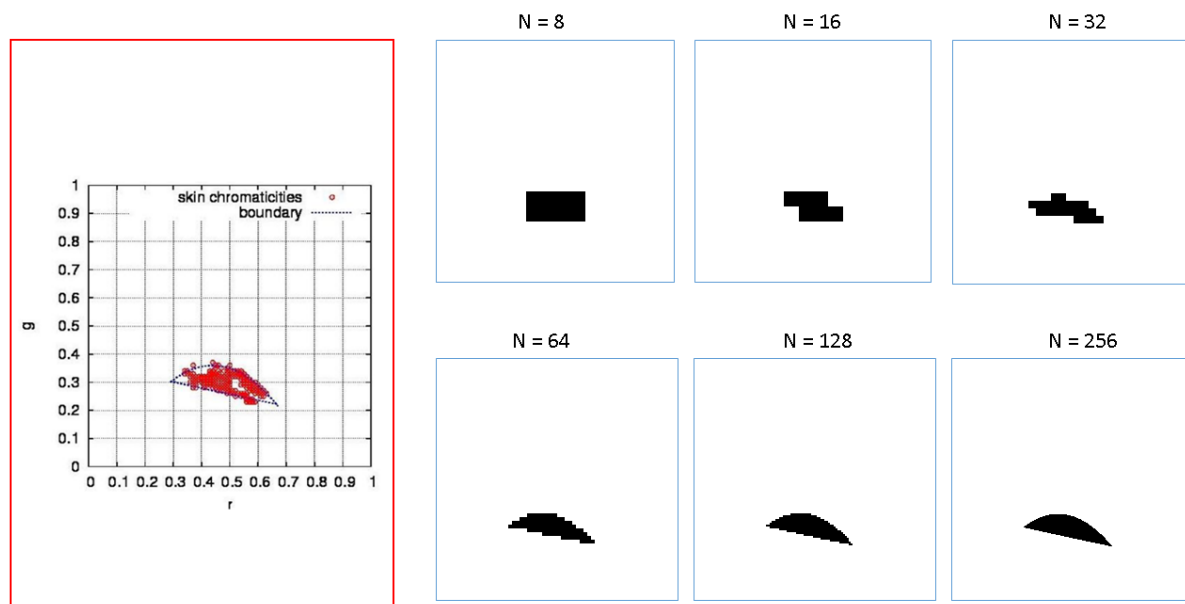 N = 8
N = 16
N = 32
1
skin chromaticities
0.9
boundary
0.8
0.7
0.6
0.5
g
0.4
0.3
0.2
0.1
0
0 0.1 0.2 0.3 0.4 0.5 0.6 0.7 0.8 0.9 1
r
N = 64
N = 128
N = 256